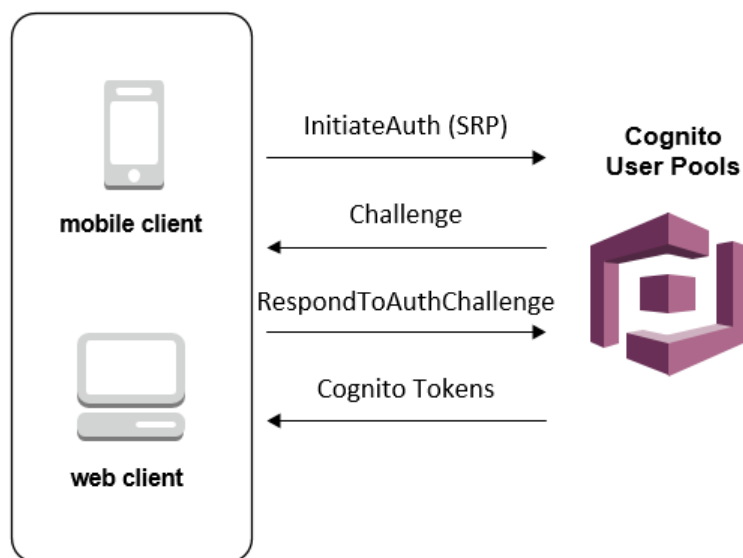 InitiateAuth (SRP)
Cognito
User Pools
mobile client
Challenge
RespondToAuthChallenge
Cognito Tokens
web client